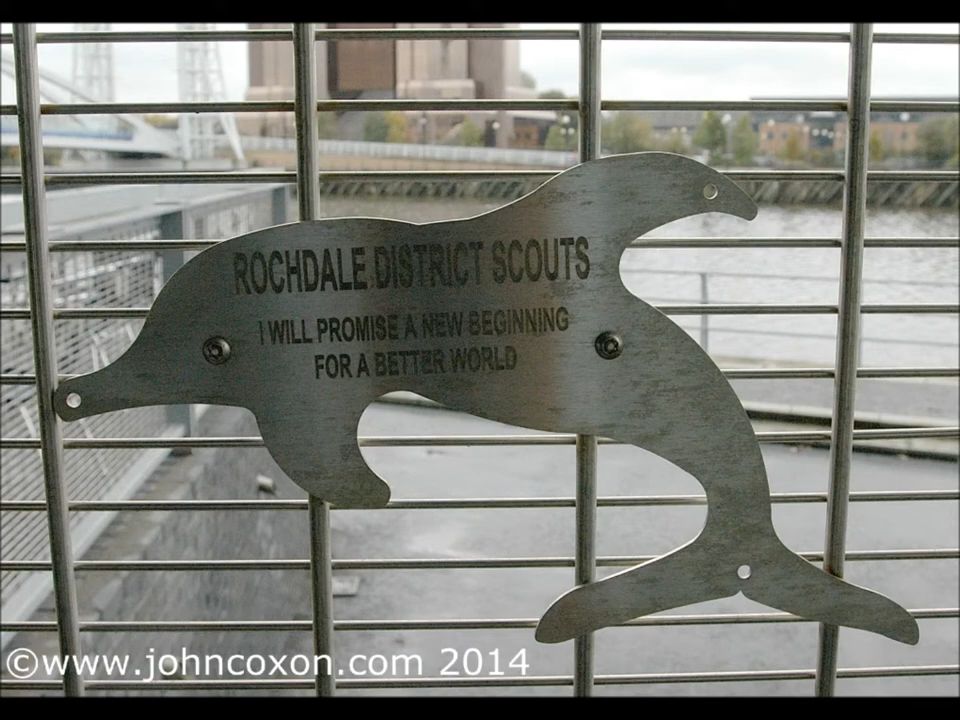 ROCHDALE DISTRICT SCOUTS
I WILL PROMISE A NEW BEGINNING
FOR A BETTER WORLD
©www.johncoxon.com 2014